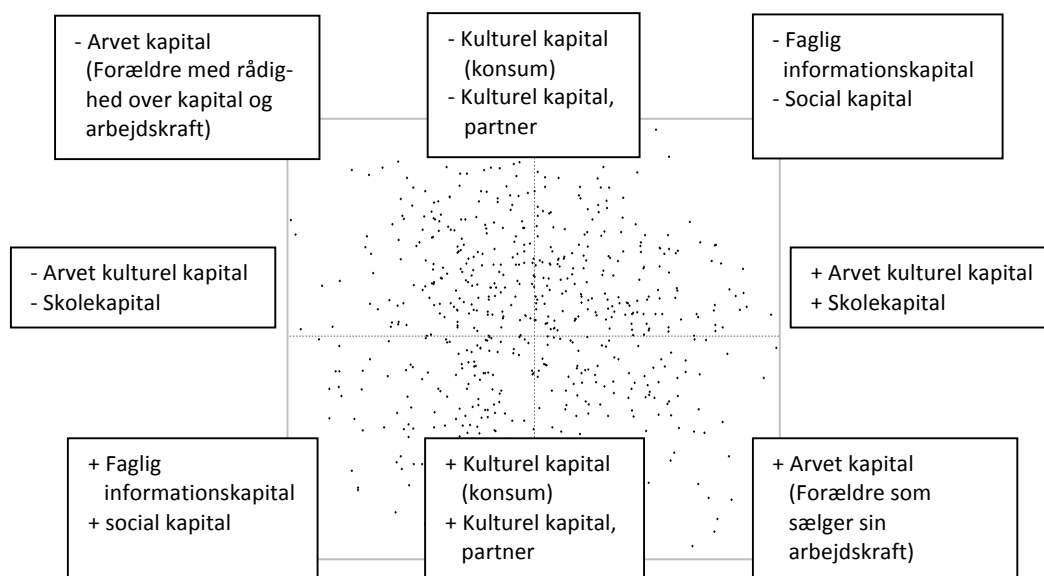 - Arvet kapital
(Forældre med rådig-
hed over kapital og
arbejdskraft)
- Kulturel kapital
(konsum)
- Kulturel kapital,
partner
- Faglig
informationskapital
- Social kapital
- Arvet kulturel kapital
- Skolekapital
+ Arvet kulturel kapital
+ Skolekapital
+ Faglig
informationskapital
+ social kapital
+ Kulturel kapital
(konsum)
+ Kulturel kapital,
partner
+ Arvet kapital
(Forældre som
sælger sin
arbejdskraft)